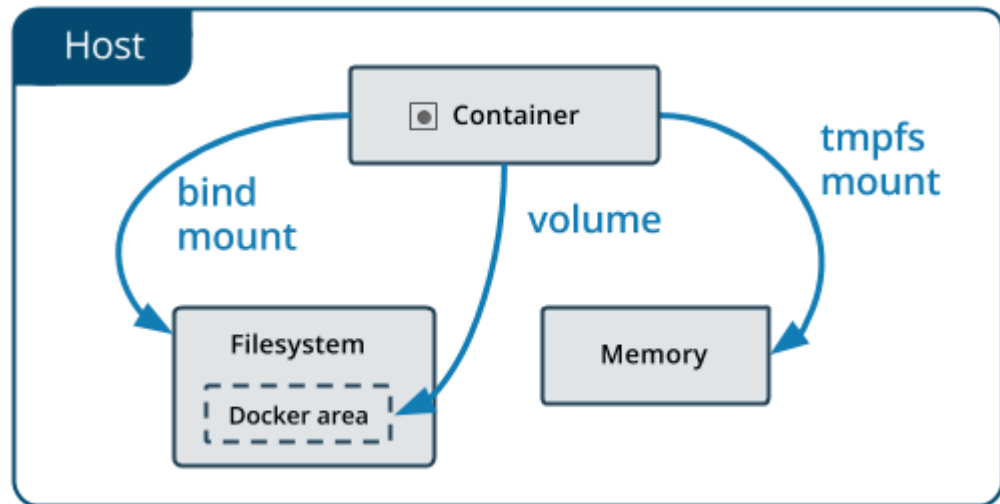 Host
Container
bind
mount
volume
tmpfs
mount
Filesystem
Docker area
Memory